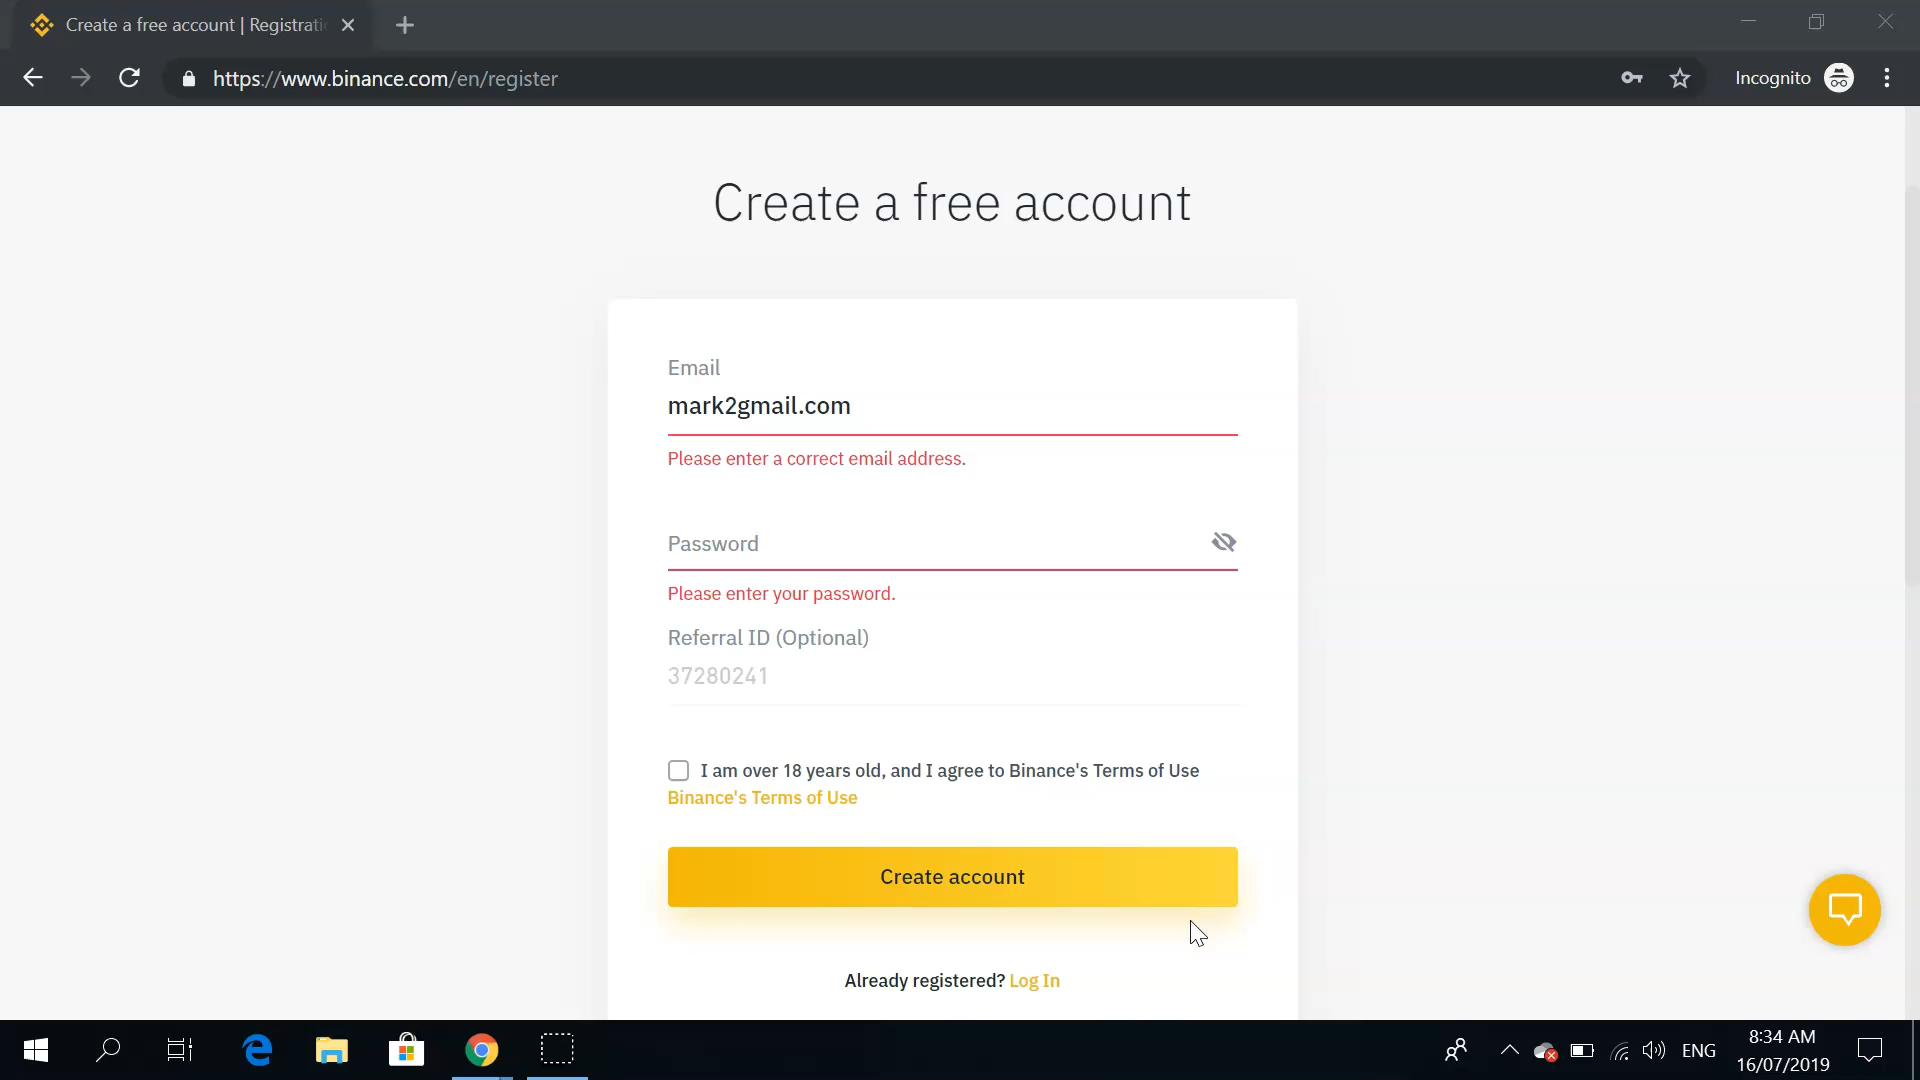 Create a free account | Registrati
https://www.binance.com/en/register
Incognito
Create a free account
Email
mark2gmail.com
Please enter a correct email address.
Password
Please enter your password.
Referral ID (Optional)
37280241
I am over 18 years old, and I agree to Binance's Terms of Use
Binance's Terms of Use
Create account
Already registered? Log In
ENG
8:34 AM
16/07/2019